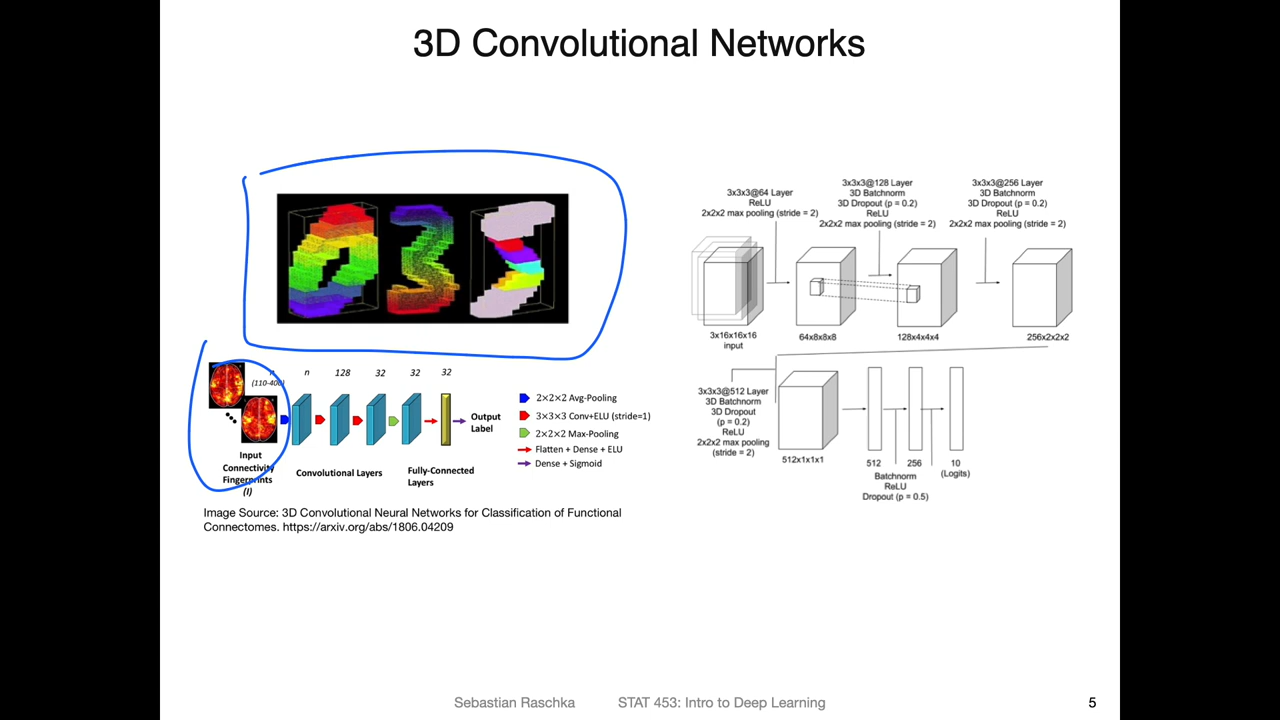 3D Convolutional Networks
n
(110-400)
n
128
32
32
32
Input
Connectivity
Fingerprints
(I)
Convolutional Layers
Fully-Connected
Layers
Output
Label
2×2×2 Avg-Pooling
3×3×3 Conv+ELU (stride=1)
2×2×2 Max-Pooling
Flatten + Dense + ELU
Dense + Sigmoid
Image Source: 3D Convolutional Neural Networks for Classification of Functional
Connectomes. https://arxiv.org/abs/1806.04209
3x3x3@64 Layer
ReLU
2x2x2 max pooling (stride = 2)
3x3x3@128 Layer
3D Batchnorm
3D Dropout (p = 0.2)
ReLU
2x2x2 max pooling (stride = 2)
3x3x3@256 Layer
3D Batchnorm
3D Dropout (p = 0.2)
ReLU
2x2x2 max pooling (stride = 2)
3x16x16x16
input
64x8x8x8
128x4x4x4
256x2x2x2
3x3x3@512 Layer
3D Batchnorm
3D Dropout
(p = 0.2)
ReLU
2x2x2 max pooling
(stride = 2)
512x1x1x1
512
256
10
(Logits)
Batchnorm
ReLU
Dropout (p = 0.5)
Sebastian Raschka STAT 453: Intro to Deep Learning 5